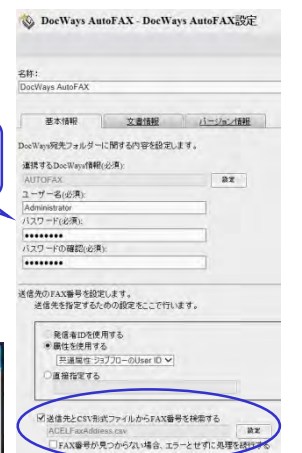 DocWays AutoFAX - DocWays AutoFAX設定
名称:
DocWays AutoFAX
基本情報 文書情報 バージョン情報
DocWays宛先フォルダーに関する内容を設定します。
連携するDocWays情報(必須):
AUTOFAX 設定
ユーザー名(必須):
Administrator
パスワード(必須):
●●●●●●●●
パスワードの確認(必須):
●●●●●●●●
送信先のFAX番号を設定します。
送信先を指定するための設定をここで行います。
発信者IDを使用する
属性を使用する
共通属性:ジョブフローのUser ID
直接指定する
送信先とCSV形式ファイルからFAX番号を検索する
ACELFaxAddress.csv 設定
FAX番号が見つからない場合、エラーとせずに処理を続行する